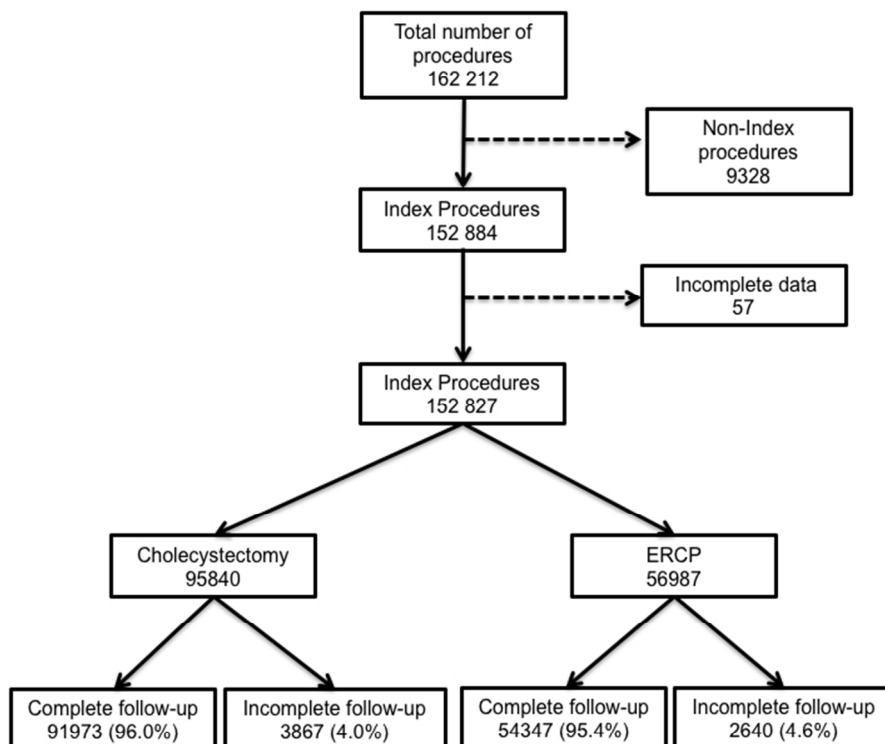 Total number of
procedures
162 212
Non-Index
procedures
9328
Index Procedures
152 884
Incomplete data
57
Index Procedures
152 827
Cholecystectomy
95840
ERCP
56987
Complete follow-up
91973 (96.0%)
Incomplete follow-up
3867 (4.0%)
Complete follow-up
54347 (95.4%)
Incomplete follow-up
2640 (4.6%)